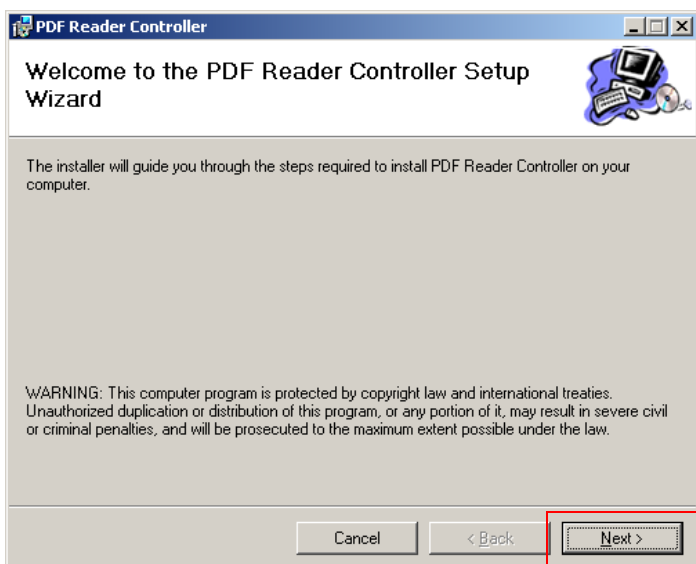 PDF Reader Controller
Welcome to the PDF Reader Controller Setup
Wizard
The installer will guide you through the steps required to install PDF Reader Controller on your
computer.
WARNING: This computer program is protected by copyright law and international treaties.
Unauthorized duplication or distribution of this program, or any portion of it, may result in severe civil
or criminal penalties, and will be prosecuted to the maximum extent possible under the law.
Cancel < Back Next >